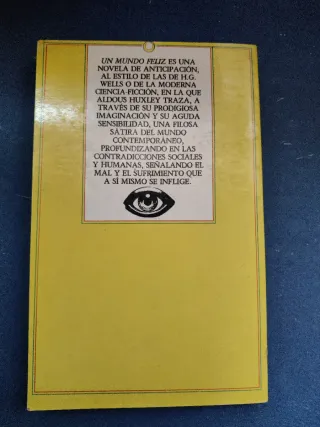 UN MUNDO FELIZ ES UNA
NOVELA DE ANTICIPACIÓN,
AL ESTILO DE LAS DE H.G.
WELLS O DE LA MODERNA
CIENCIA-FICCIÓN, EN LA QUE
ALDOUS HUXLEY TRAZA, A
TRAVÉS DE SU PRODIGIOSA
IMAGINACIÓN Y SU AGUDA
SENSIBILIDAD, UNA FILOSA
SÁTIRA DEL MUNDO
CONTEMPORÁNEO,
PROFUNDIZANDO EN LAS
CONTRADICCIONES SOCIALES
Y HUMANAS, SEÑALANDO EL
MAL Y EL SUFRIMIENTO QUE
A SÍ MISMO SE INFLIGE.